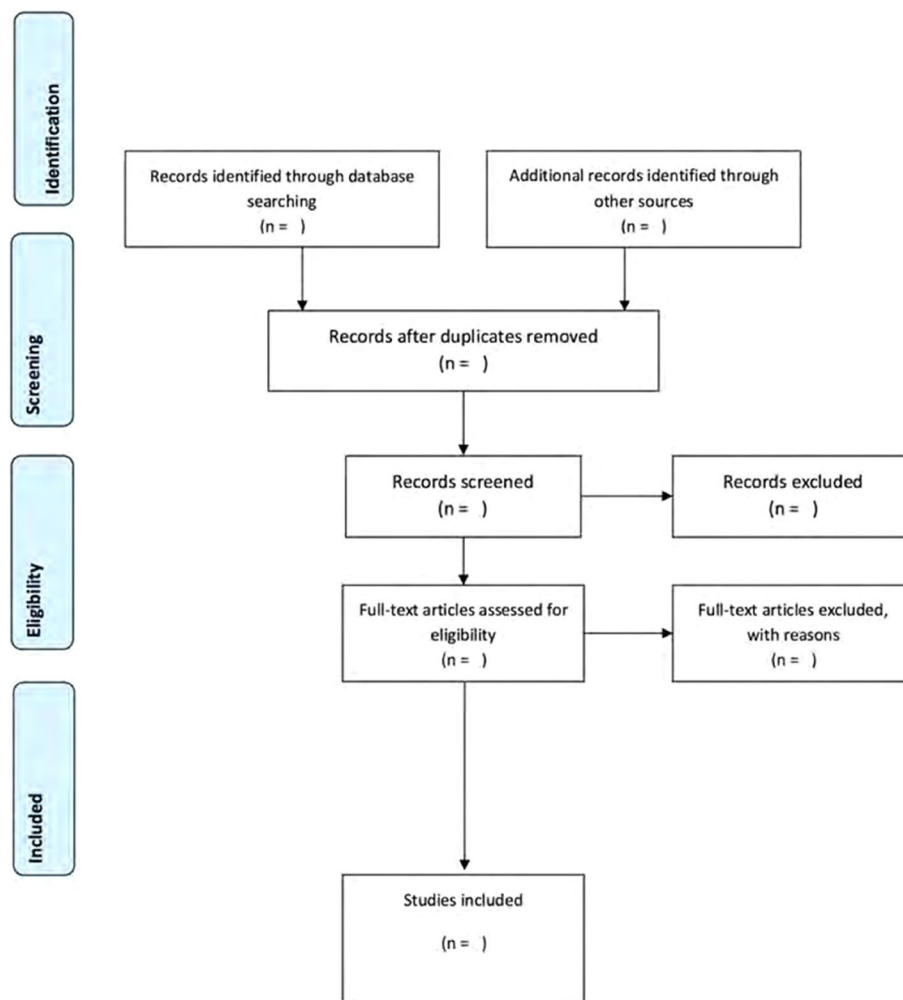 Identification
Records identified through database
searching
(n =   )
Additional records identified through
other sources
(n =   )
Screening
Records after duplicates removed
(n =   )
Records screened
(n =   )
Records excluded
(n =   )
Eligibility
Full-text articles assessed for
eligibility
(n =   )
Full-text articles excluded,
with reasons
(n =   )
Included
Studies included
(n =   )